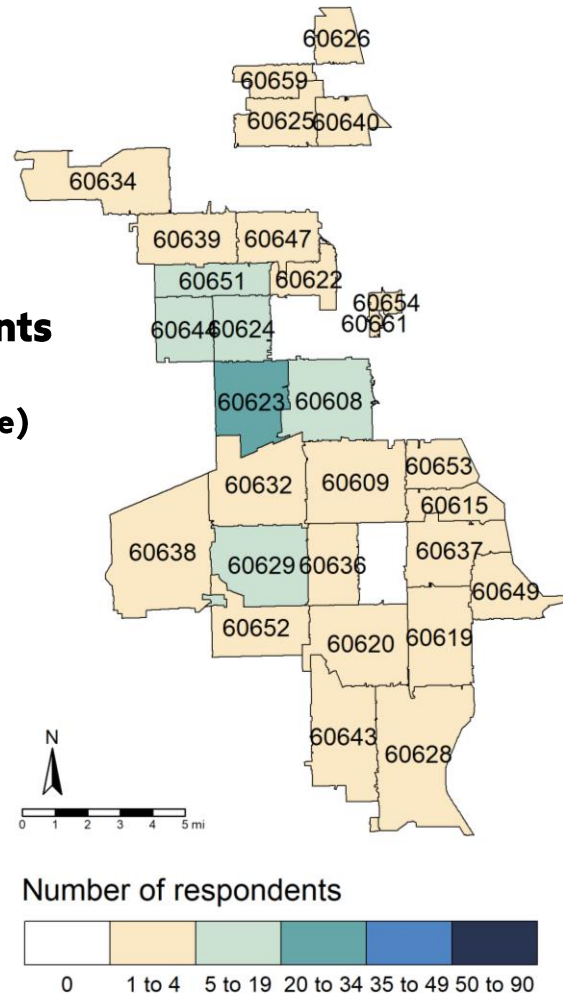 60626
60659
60625 60640
60634
60639 60647
60651 60622
60654
60661
60644 60624
nts
e)
60623 60608
60653
60632 60609
60615
60638 60629 60636 60637
60649
60652 60620 60619
60643 60628
N
0 1 2 3 4 5 mi
Number of respondents
0 1 to 4 5 to 19 20 to 34 35 to 49 50 to 90